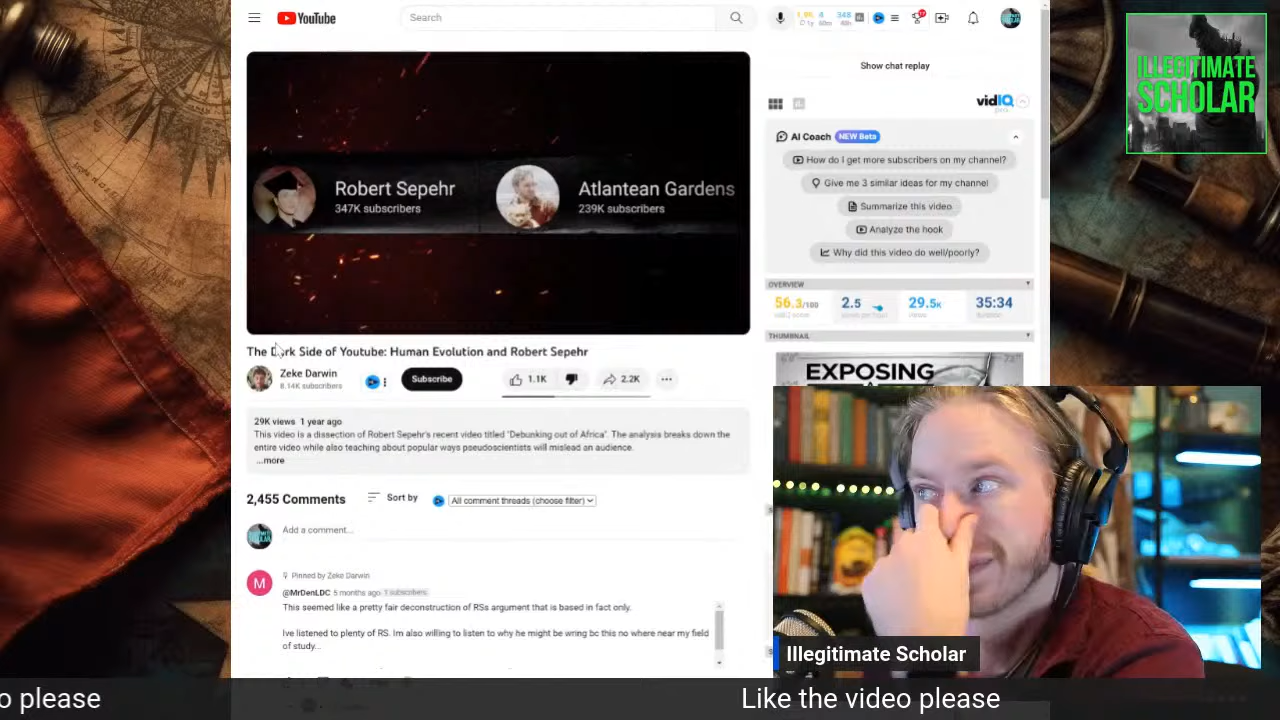 YouTube
Search
1.9K 4 348
60m 48h
Show chat replay
ILLEGITIMATE
SCHOLAR
vidIQ
AI Coach NEW Beta
How do I get more subscribers on my channel?
Give me 3 similar ideas for my channel
Summarize this video
Analyze the hook
Why did this video do well/poorly?
Robert Sepehr
347K subscribers
Atlantean Gardens
239K subscribers
OVERVIEW
56.3/100 2.5 29.5K 35:34
THUMBNAIL
EXPOSING
The Dark Side of Youtube: Human Evolution and Robert Sepehr
Zeke Darwin
8.14K subscribers
Subscribe
1.1K
2.2K
29K views 1 year ago
This video is a dissection of Robert Sepehr's recent video titled "Debunking out of Africa". The analysis breaks down the
entire video while also teaching about popular ways pseudoscientists will mislead an audience.
...more
2,455 Comments
Sort by
All comment threads (choose filter)
Add a comment...
Pinned by Zeke Darwin
M
@MrDenLDC 5 months ago 1 subscribers
This seemed like a pretty fair deconstruction of RSs argument that is based in fact only.
Ive listened to plenty of RS. Im also willing to listen to why he might be wring bc this no where near my field
of study...
Illegitimate Scholar
o please
Like the video please